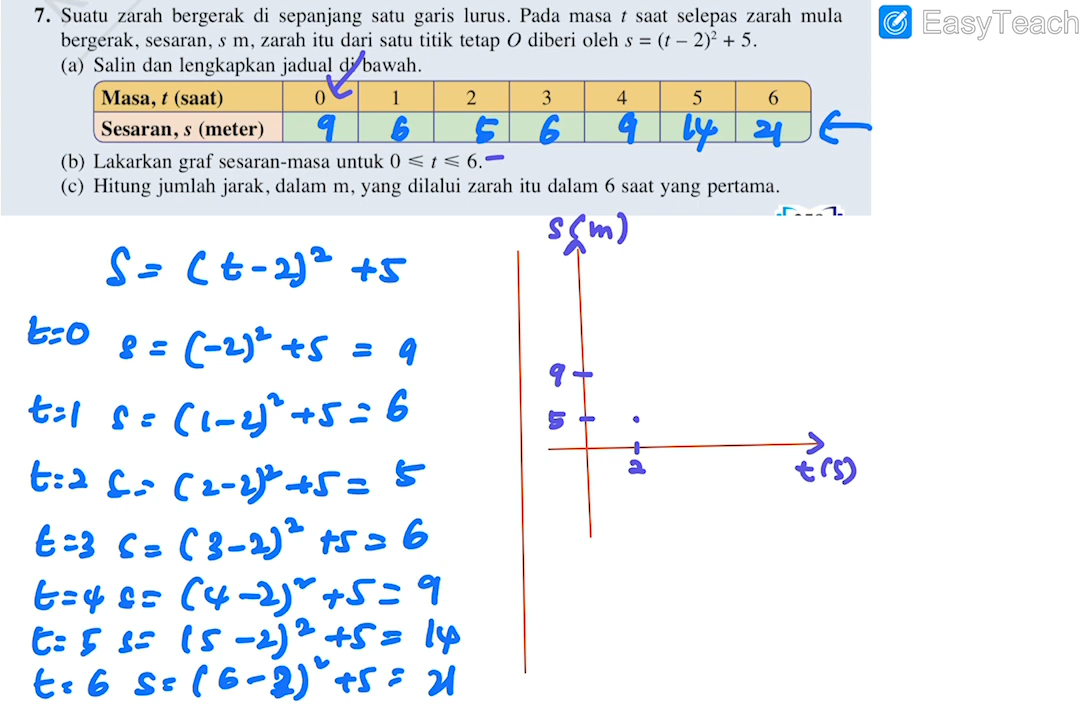 7. Suatu zarah bergerak di sepanjang satu garis lurus. Pada masa t saat selepas zarah mula
bergerak, sesaran, s m, zarah itu dari satu titik tetap O diberi oleh s = (t – 2)² + 5.
(a) Salin dan lengkapkan jadual di bawah.
Masa, t (saat) 0 1 2 3 4 5 6
Sesaran, s (meter) 9 6 5 6 9 14 21
(b) Lakarkan graf sesaran-masa untuk 0 ⩽ t ⩽ 6.
(c) Hitung jumlah jarak, dalam m, yang dilalui zarah itu dalam 6 saat yang pertama.
EasyTeach
S = (t-2)² +5
t=0 s = (-2)² +5 = 9
t=1 s = (1-2)² +5 = 6
t=2 s = (2-2)² +5 = 5
t=3 s = (3-2)² +5 = 6
t=4 s = (4-2)² +5 = 9
t=5 s = (5-2)² +5 = 14
t=6 s = (6-2)² +5 = 21
s(m)
9
5
2
t(s)